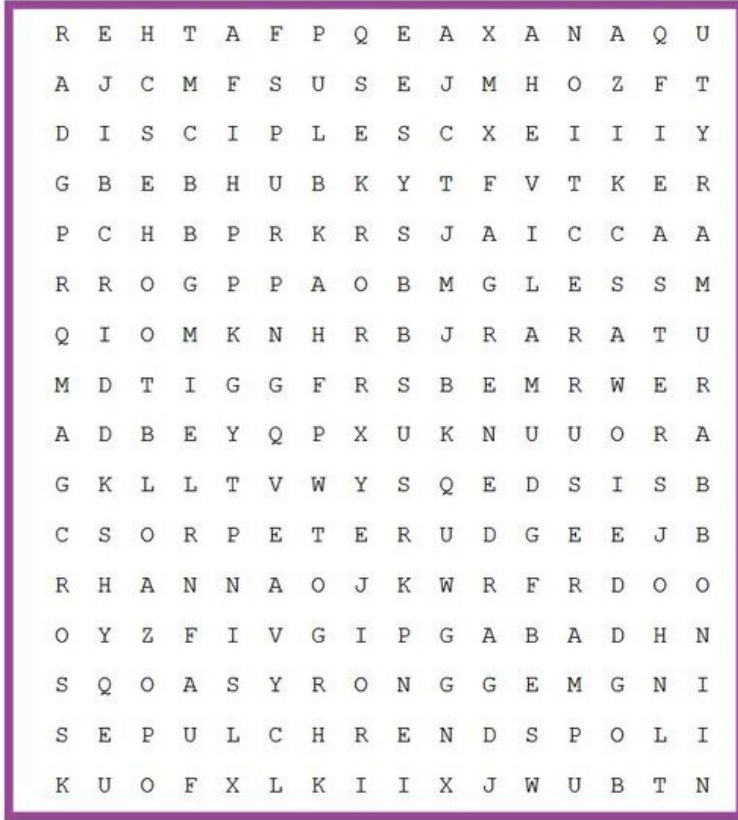 R E H T A F P Q E A X A N A Q U
A J C M F S U S E J M H O Z F T
D I S C I P L E S C X E I I I Y
G B E B H U B K Y T F V T K E R
P C H B P R K R S J A I C C A A
R R O G P P A O B M G L E S S M
Q I O M K N H R B J R A R A T U
M D T I G G F R S B E M R W E R
A D B E Y Q P X U K N U U O R A
G K L L T V W Y S Q E D S I S B
C S O R P E T E R U D G E E J B
R H A N N A O J K W R F R D O O
O Y Z F I V G I P G A B A D H N
S Q O A S Y R O N G G E M G N I
S E P U L C H R E N D S P O L I
K U O F X L K I I X J W U B T N